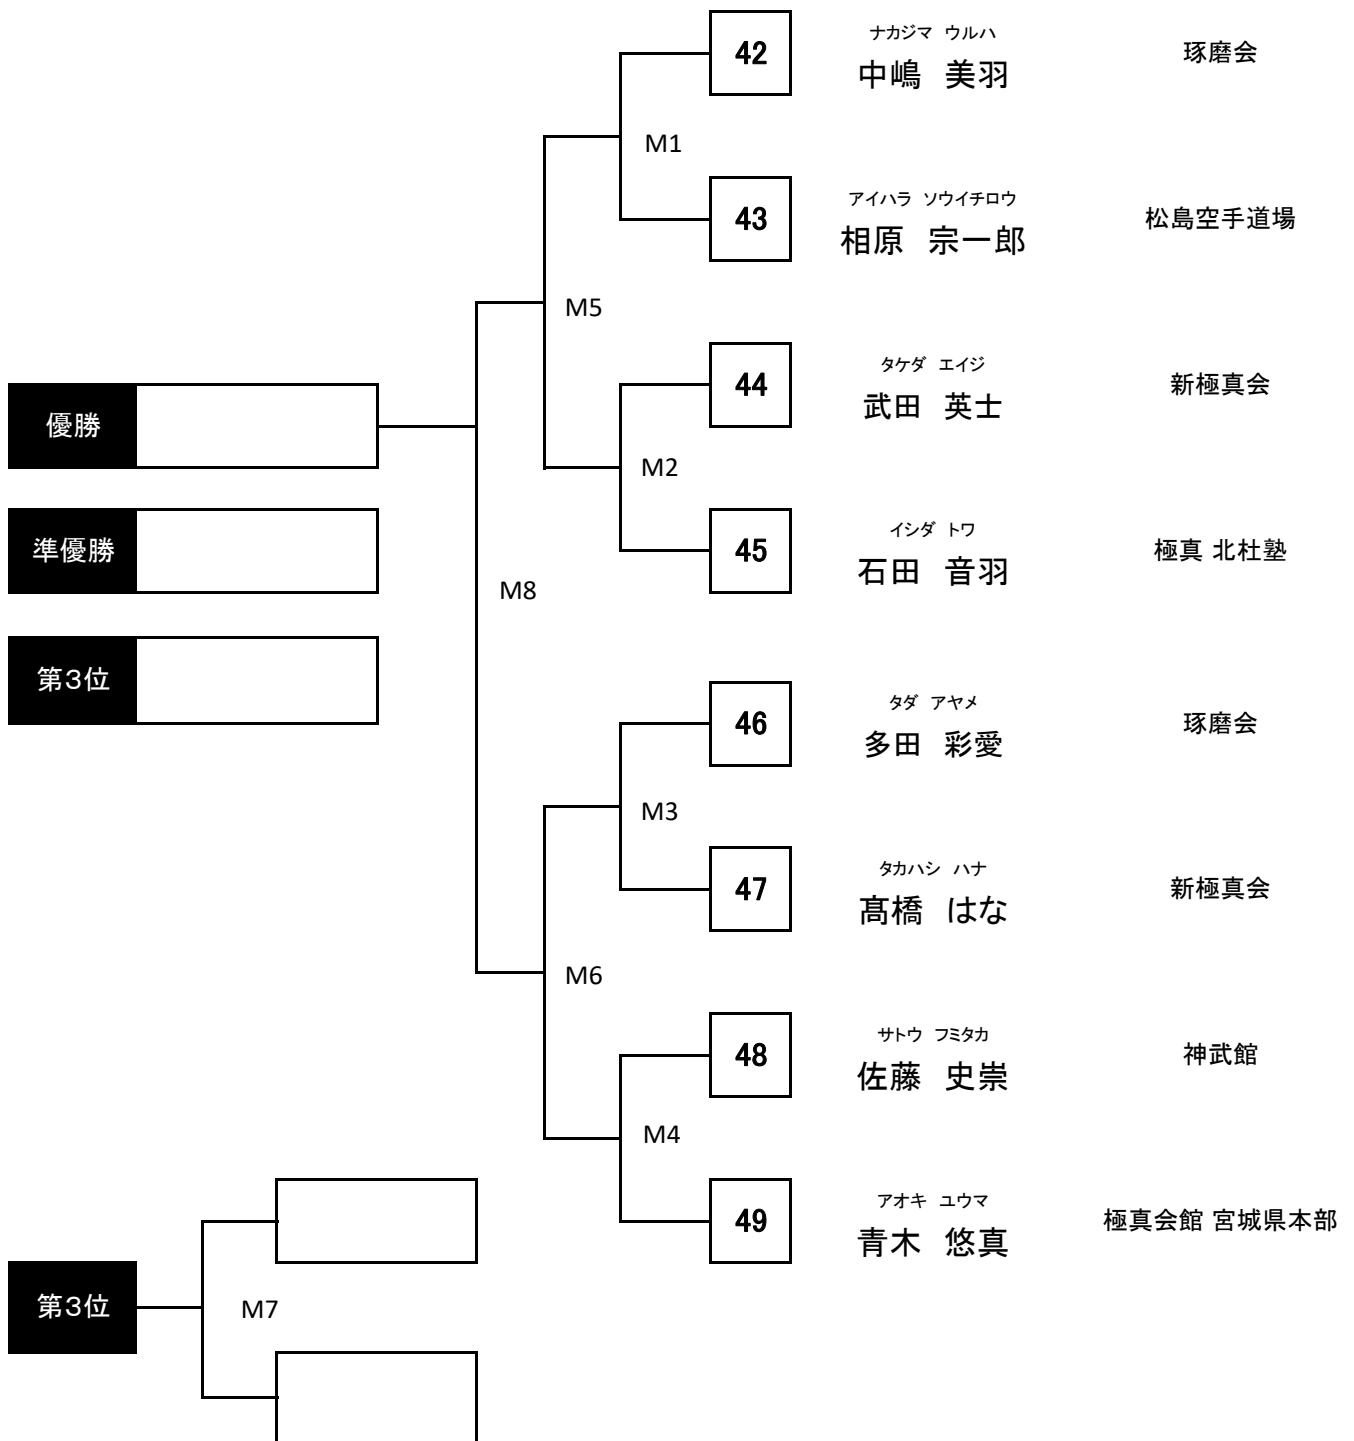 ナカジマ ウルハ
42 中嶋 美羽 琢磨会
M1
アイハラ ソウイチロウ
43 相原 宗一郎 松島空手道場
M5
タケダ エイジ
44 武田 英士 新極真会
優勝
M2
イシダ トワ
45 石田 音羽 極真 北杜塾
準優勝
M8
第3位
タダ アヤメ
46 多田 彩愛 琢磨会
M3
タカハシ ハナ
47 髙橋 はな 新極真会
M6
サトウ フミタカ
48 佐藤 史崇 神武館
M4
アオキ ユウマ
49 青木 悠真 極真会館 宮城県本部
第3位
M7